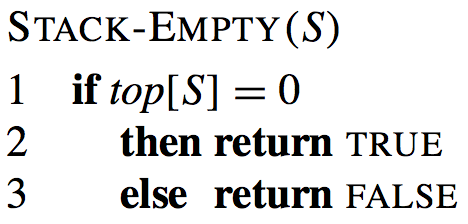 STACK-EMPTY(S)
1 if top[S] = 0
2 then return TRUE
3 else return FALSE